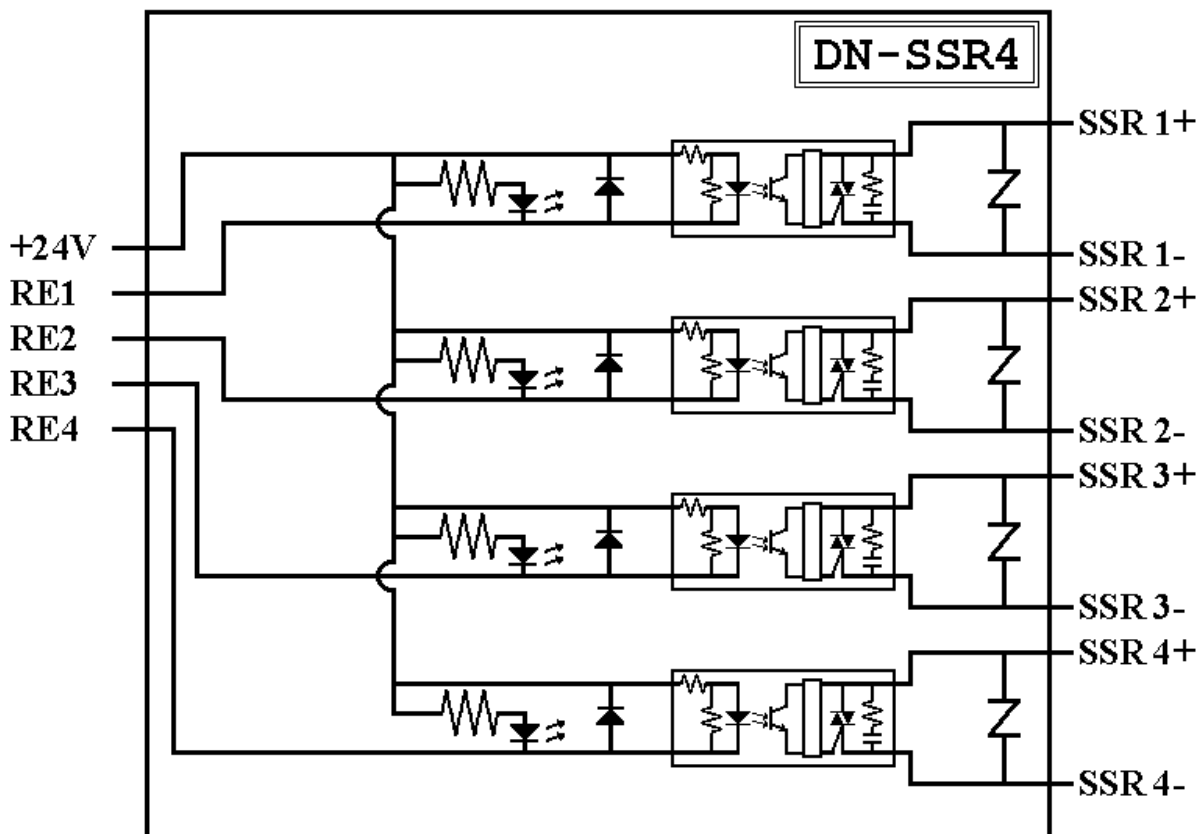 DN-SSR4
+24V
RE1
RE2
RE3
RE4
SSR 1+
SSR 1-
SSR 2+
SSR 2-
SSR 3+
SSR 3-
SSR 4+
SSR 4-